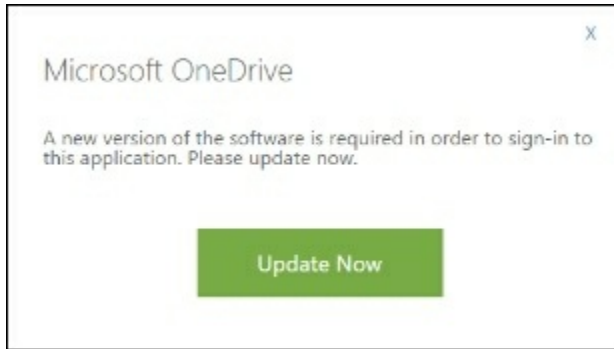 X
Microsoft OneDrive
A new version of the software is required in order to sign-in to
this application. Please update now.
Update Now